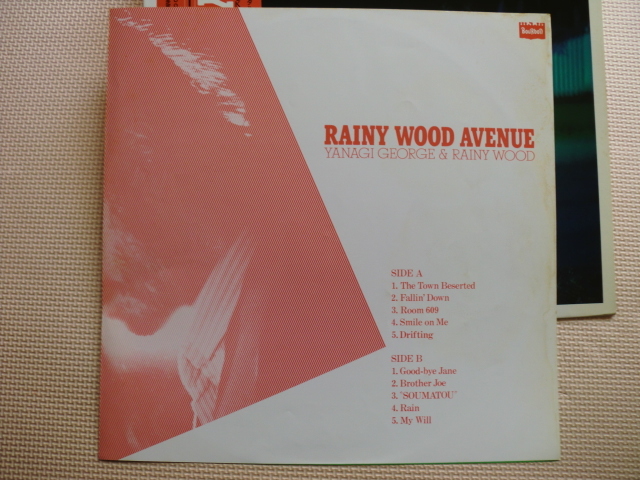 RAINY WOOD AVENUE
YANAGI GEORGE & RAINY WOOD
SIDE A
1. The Town Beserted
2. Fallin' Down
3. Room 609
4. Smile on Me
5. Drifting
SIDE B
1. Good-bye Jane
2. Brother Joe
3. "SOUMATOU"
4. Rain
5. My Will